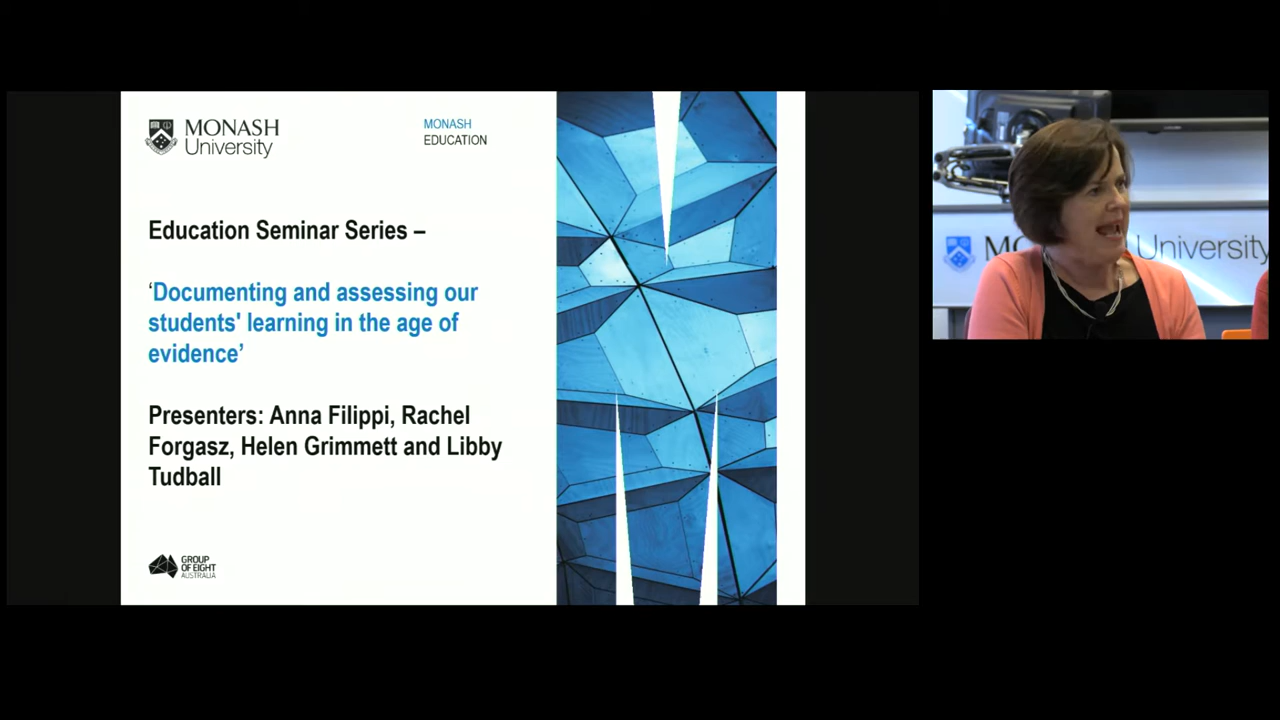 MONASH
University
MONASH
EDUCATION
Education Seminar Series –
‘Documenting and assessing our
students' learning in the age of
evidence’
Presenters: Anna Filippi, Rachel
Forgasz, Helen Grimmett and Libby
Tudball
GROUP
OF EIGHT
AUSTRALIA
University